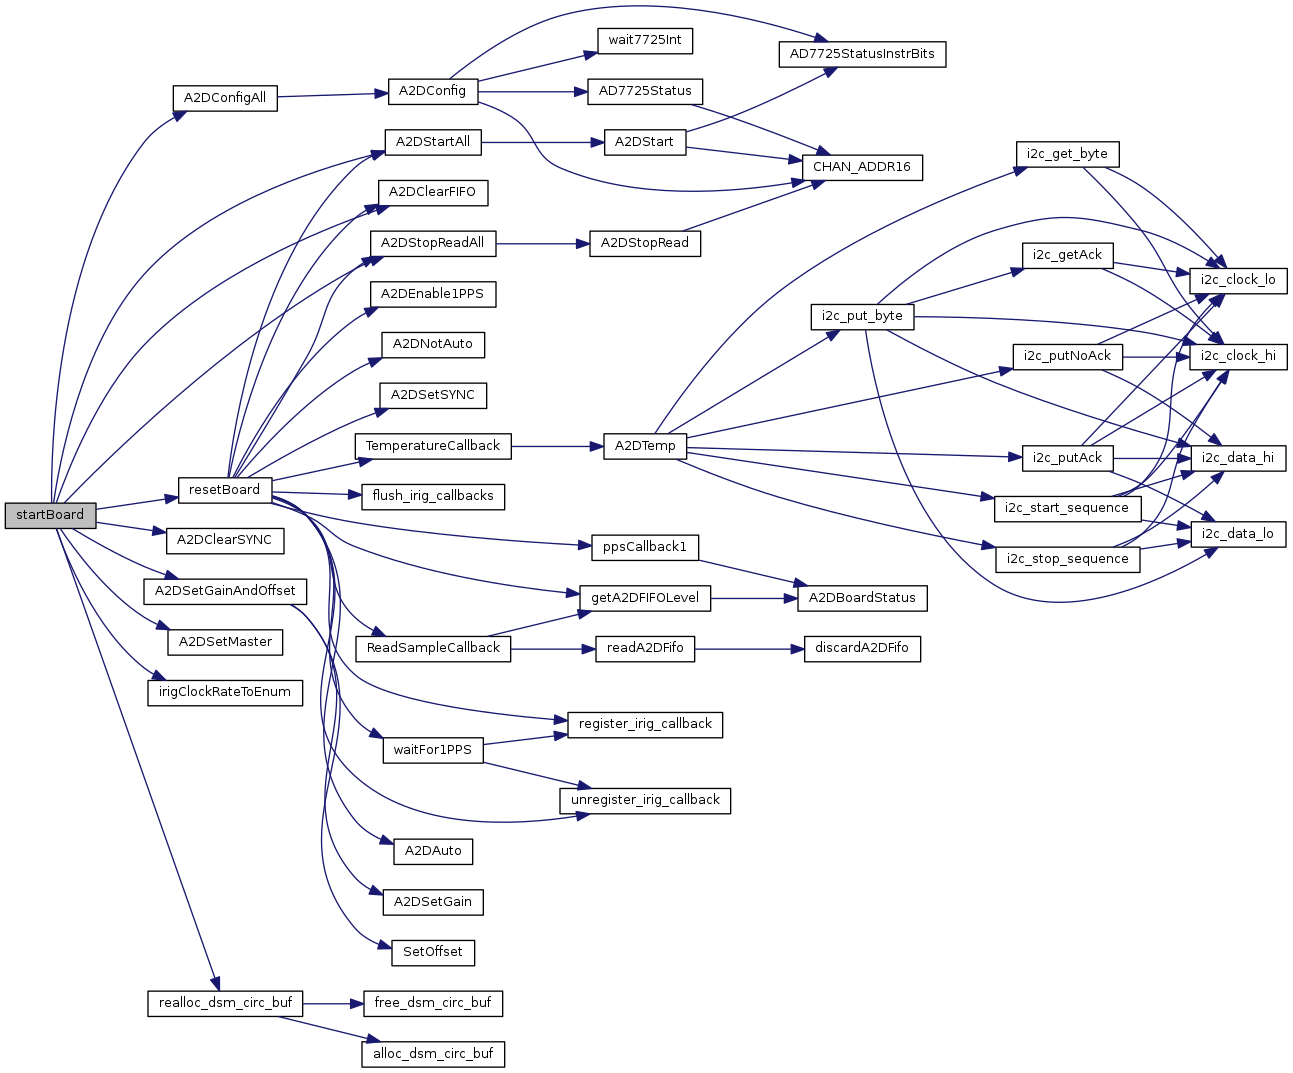 startBoard
A2DConfigAll
resetBoard
A2DClearSYNC
A2DSetGainAndOffset
A2DSetMaster
irigClockRateToEnum
realloc_dsm_circ_buf
A2DConfig
A2DStartAll
A2DClearFIFO
A2DStopReadAll
A2DEnable1PPS
A2DNotAuto
A2DSetSYNC
TemperatureCallback
flush_irig_callbacks
ReadSampleCallback
waitFor1PPS
A2DAuto
A2DSetGain
SetOffset
free_dsm_circ_buf
alloc_dsm_circ_buf
wait7725Int
AD7725Status
A2DStart
A2DStopRead
A2DTemp
ppsCallback1
getA2DFIFOLevel
readA2DFifo
register_irig_callback
unregister_irig_callback
AD7725StatusInstrBits
CHAN_ADDR16
i2c_put_byte
A2DBoardStatus
discardA2DFifo
i2c_get_byte
i2c_getAck
i2c_putNoAck
i2c_putAck
i2c_start_sequence
i2c_stop_sequence
i2c_clock_lo
i2c_clock_hi
i2c_data_hi
i2c_data_lo